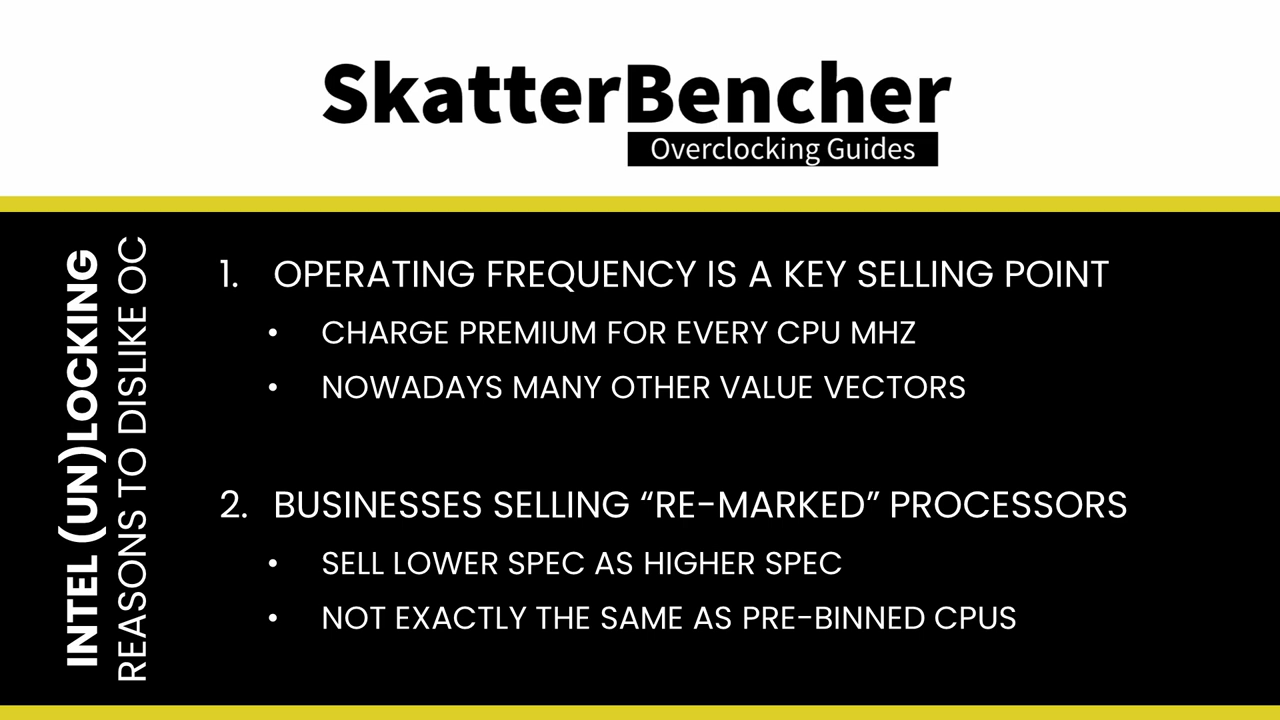 SkatterBencher
Overclocking Guides
INTEL (UN)LOCKING
REASONS TO DISLIKE OC
1. OPERATING FREQUENCY IS A KEY SELLING POINT
• CHARGE PREMIUM FOR EVERY CPU MHZ
• NOWADAYS MANY OTHER VALUE VECTORS
2. BUSINESSES SELLING “RE-MARKED” PROCESSORS
• SELL LOWER SPEC AS HIGHER SPEC
• NOT EXACTLY THE SAME AS PRE-BINNED CPUS